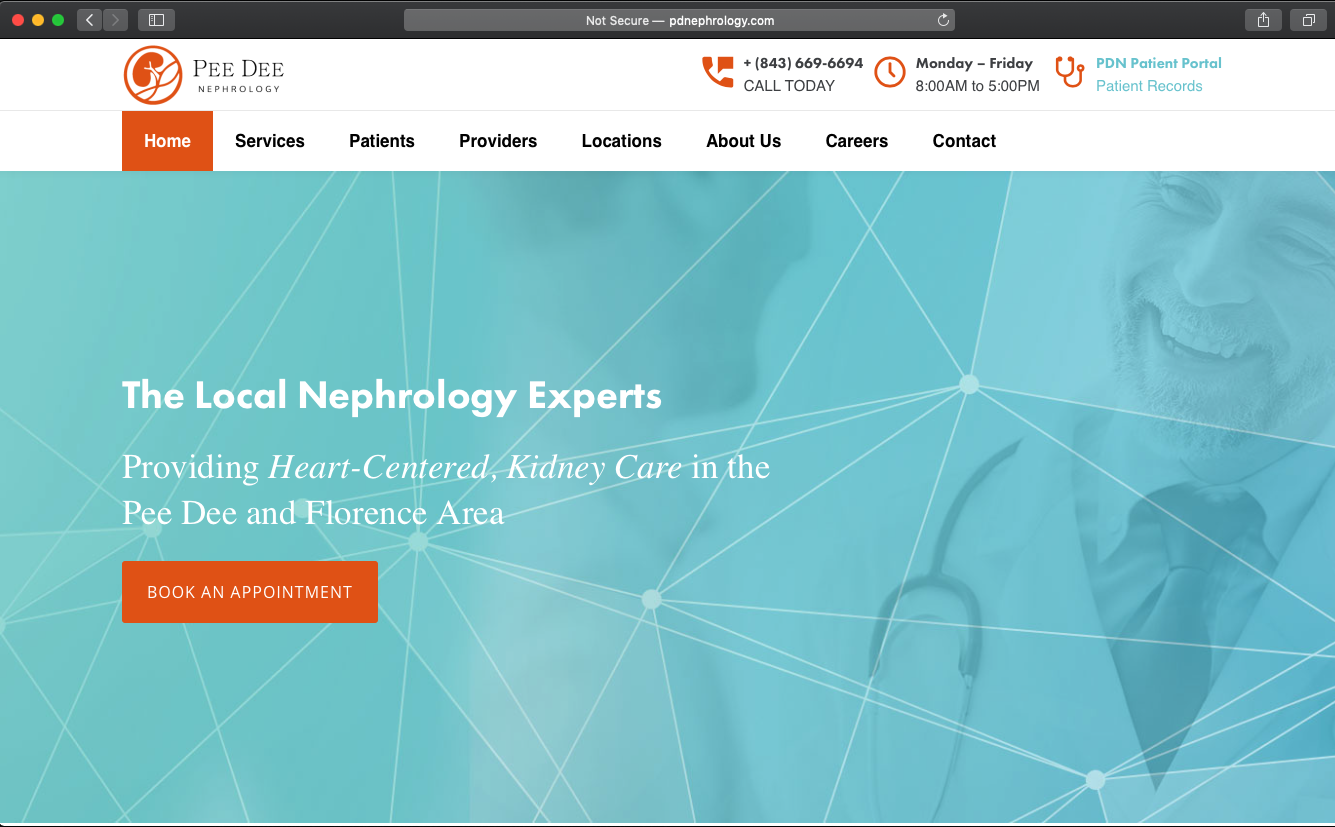 Not Secure — pdnephrology.com
PEE DEE
NEPHROLOGY
+ (843) 669-6694
CALL TODAY
Monday – Friday
8:00AM to 5:00PM
PDN Patient Portal
Patient Records
Home Services Patients Providers Locations About Us Careers Contact
The Local Nephrology Experts
Providing Heart-Centered, Kidney Care in the
Pee Dee and Florence Area
BOOK AN APPOINTMENT